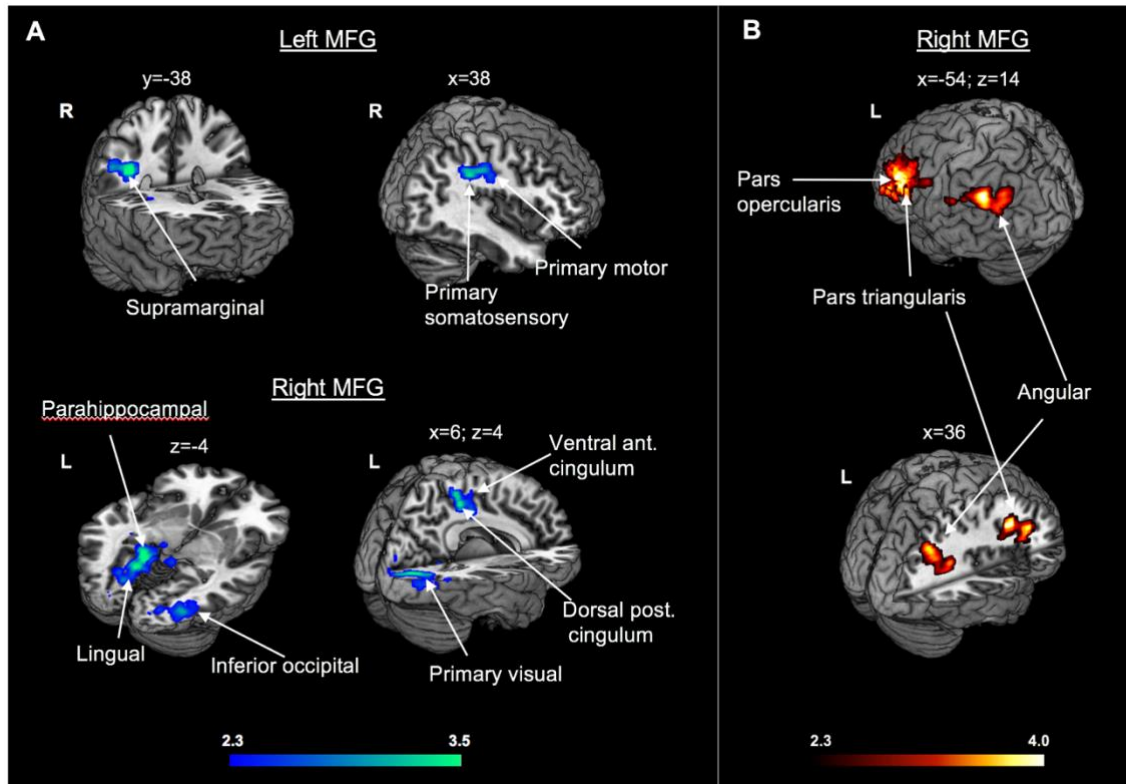 A
Left MFG
y=-38
x=38
R
R
Supramarginal
Primary
somatosensory
Primary motor
Right MFG
Parahippocampal
z=-4
x=6; z=4
L
L
Ventral ant.
cingulum
Lingual
Inferior occipital
Dorsal post.
cingulum
Primary visual
2.3
3.5
B
Right MFG
x=-54; z=14
L
Pars
opercularis
Pars triangularis
Angular
x=36
L
2.3
4.0